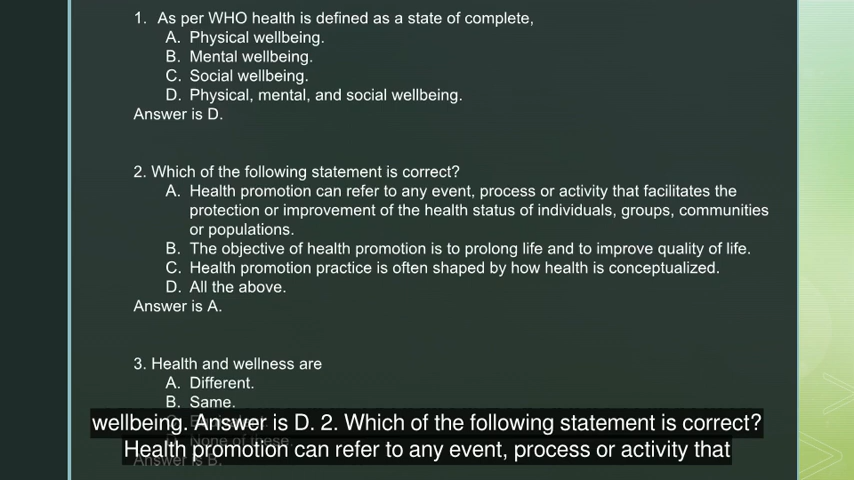 1. As per WHO health is defined as a state of complete,
A. Physical wellbeing.
B. Mental wellbeing.
C. Social wellbeing.
D. Physical, mental, and social wellbeing.
Answer is D.
2. Which of the following statement is correct?
A. Health promotion can refer to any event, process or activity that facilitates the
protection or improvement of the health status of individuals, groups, communities
or populations.
B. The objective of health promotion is to prolong life and to improve quality of life.
C. Health promotion practice is often shaped by how health is conceptualized.
D. All the above.
Answer is A.
3. Health and wellness are
A. Different.
B. Same.
None of these.
Answer is B.
wellbeing. Answer is D. 2. Which of the following statement is correct?
Health promotion can refer to any event, process or activity that